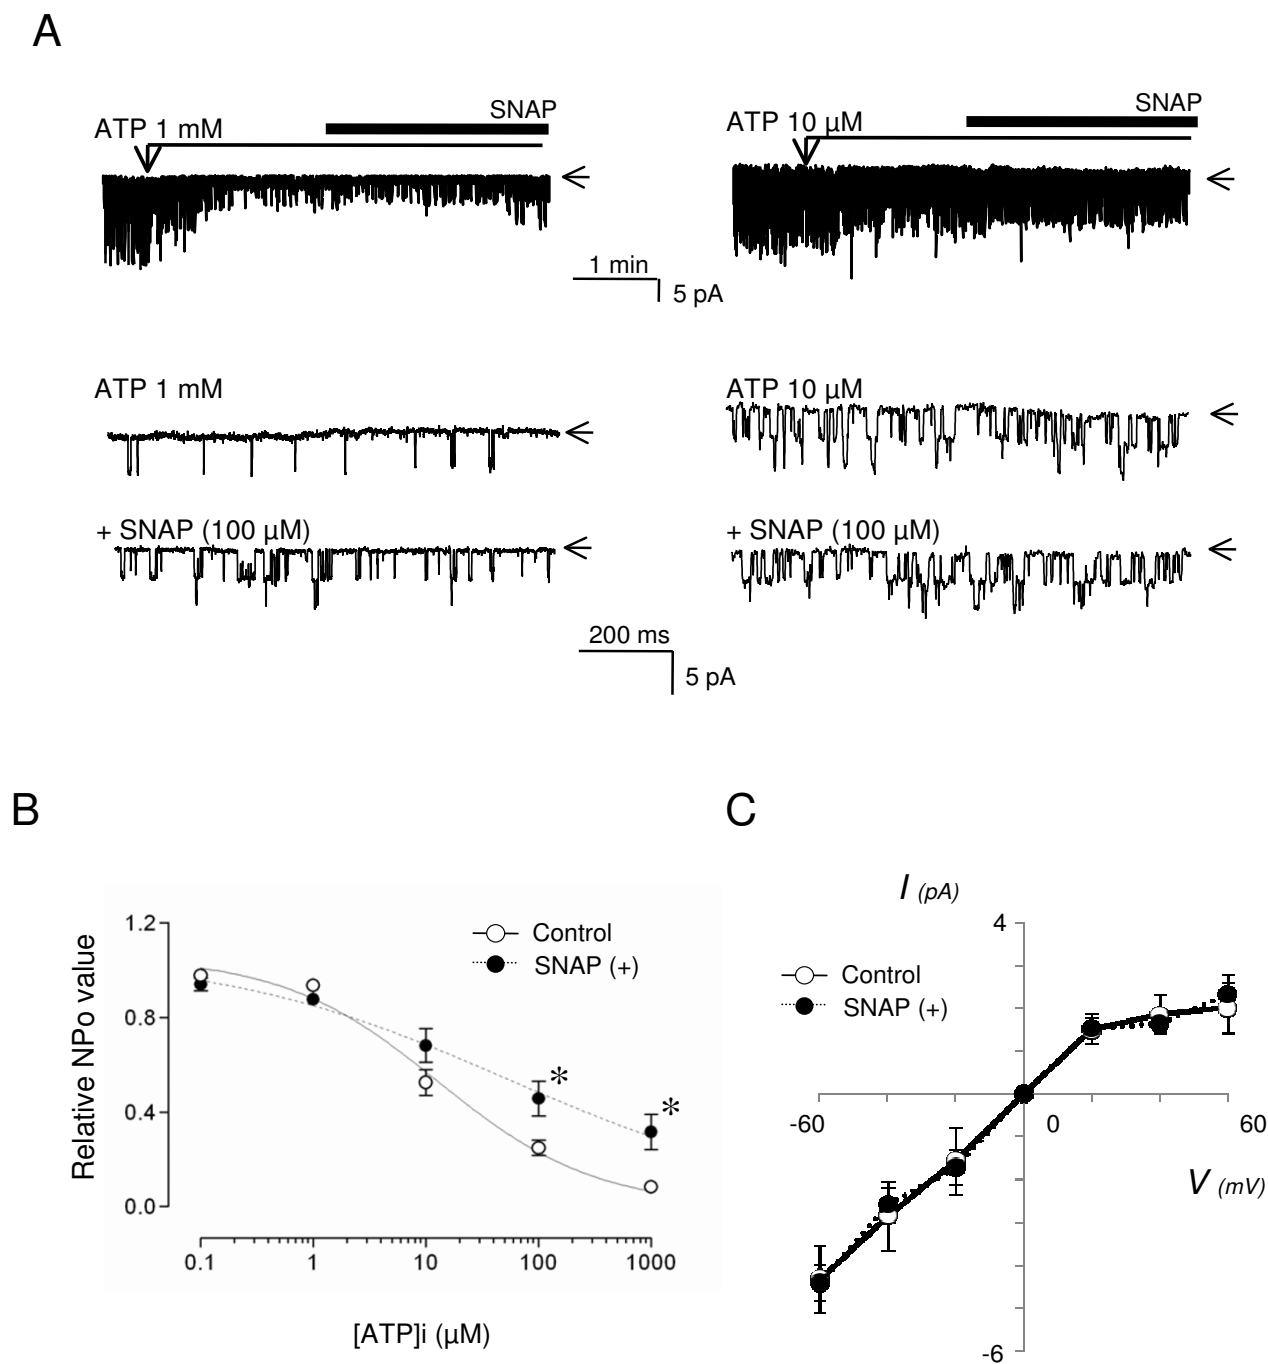 A
SNAP
ATP 1 mM
SNAP
ATP 10 µM
1 min
5 pA
ATP 1 mM
ATP 10 µM
+ SNAP (100 µM)
+ SNAP (100 µM)
200 ms
5 pA
B
Relative NPo value
1.2
0.8
0.4
0.0
Control
SNAP (+)
*
*
0.1 1 10 100 1000
[ATP]i (µM)
C
I (pA)
4
Control
SNAP (+)
-60 0 60
V (mV)
-6